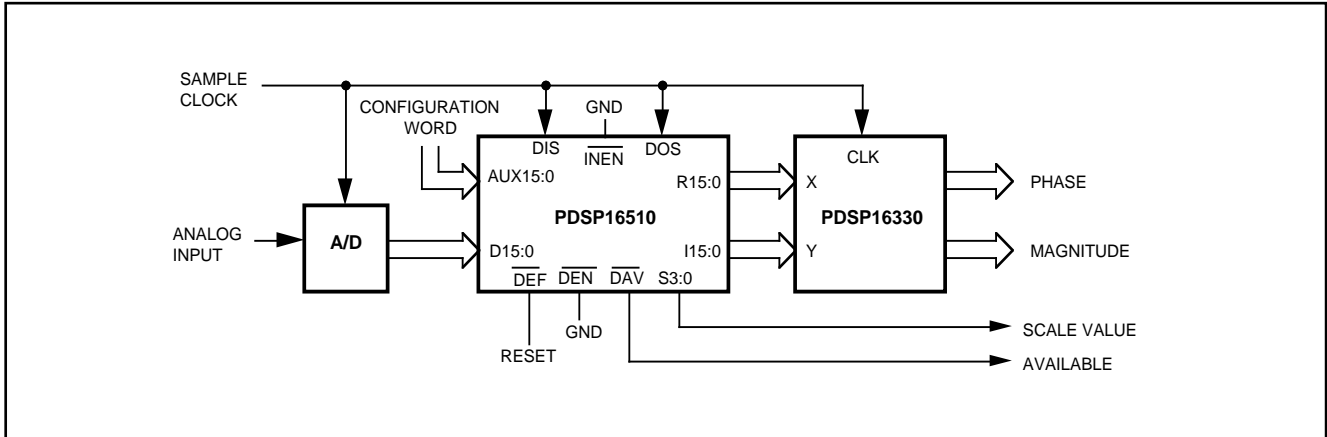 SAMPLE
CLOCK
CONFIGURATION
WORD
GND
DIS
INEN
DOS
CLK
AUX15:0
R15:0
X
PHASE
PDSP16510
PDSP16330
ANALOG
INPUT
A/D
D15:0
I15:0
Y
MAGNITUDE
DEF
DEN
DAV
S3:0
GND
RESET
SCALE VALUE
AVAILABLE